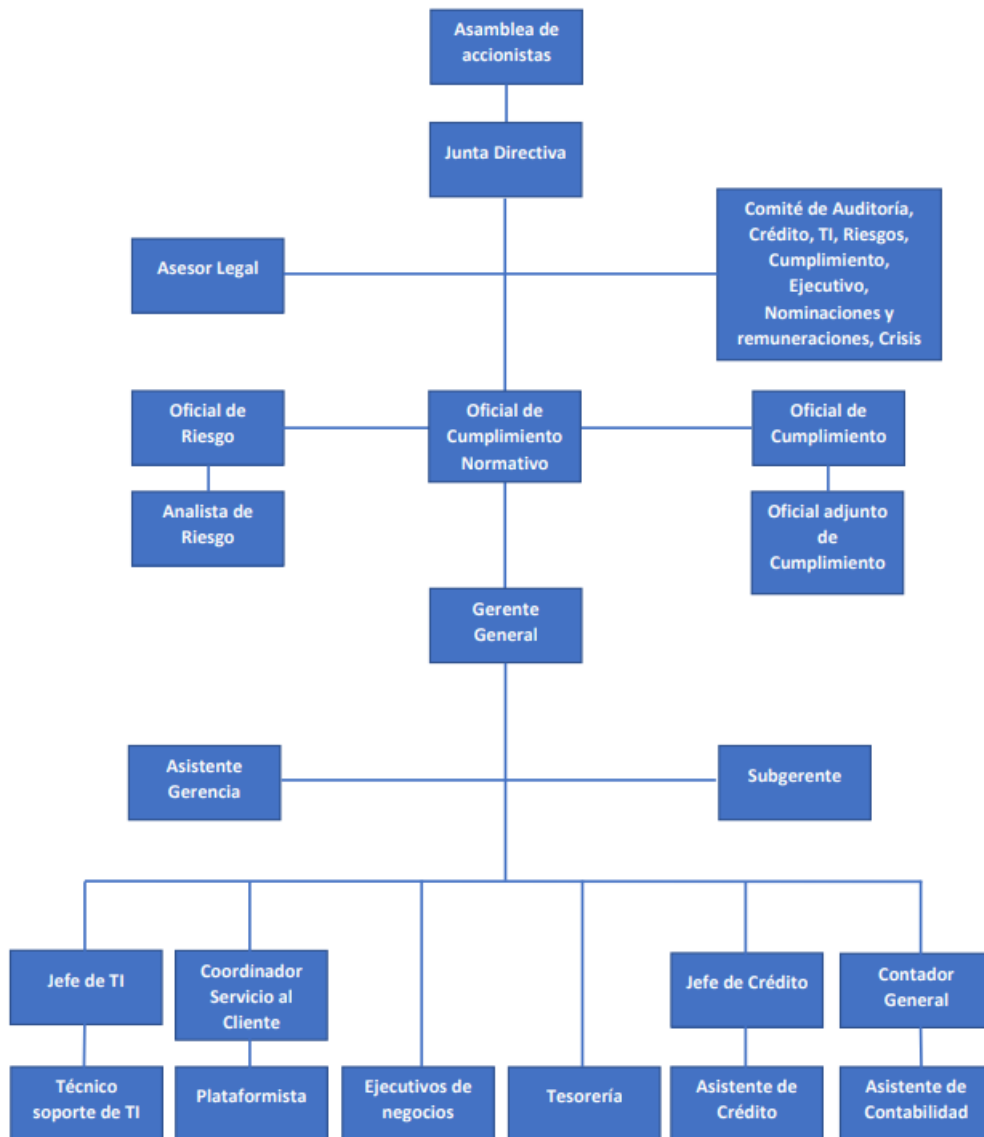 Asamblea de
accionistas
Junta Directiva
Asesor Legal
Comité de Auditoría,
Crédito, TI, Riesgos,
Cumplimiento,
Ejecutivo,
Nominaciones y
remuneraciones, Crisis
Oficial de
Riesgo
Oficial de
Cumplimiento
Normativo
Oficial de
Cumplimiento
Analista de
Riesgo
Oficial adjunto
de
Cumplimiento
Gerente
General
Asistente
Gerencia
Subgerente
Jefe de TI
Coordinador
Servicio al
Cliente
Jefe de Crédito
Contador
General
Técnico
soporte de TI
Plataformista
Ejecutivos de
negocios
Tesorería
Asistente de
Crédito
Asistente de
Contabilidad